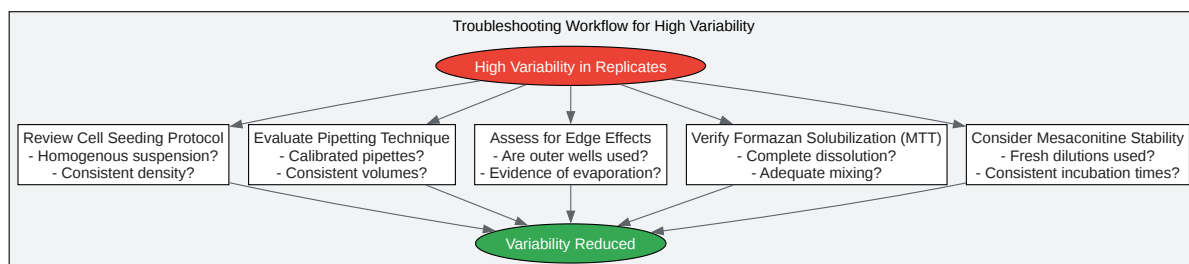 Troubleshooting Workflow for High Variability
High Variability in Replicates
Review Cell Seeding Protocol
- Homogenous suspension?
- Consistent density?
Evaluate Pipetting Technique
- Calibrated pipettes?
- Consistent volumes?
Assess for Edge Effects
- Are outer wells used?
- Evidence of evaporation?
Verify Formazan Solubilization (MTT)
- Complete dissolution?
- Adequate mixing?
Consider Mesaconitine Stability
- Fresh dilutions used?
- Consistent incubation times?
Variability Reduced